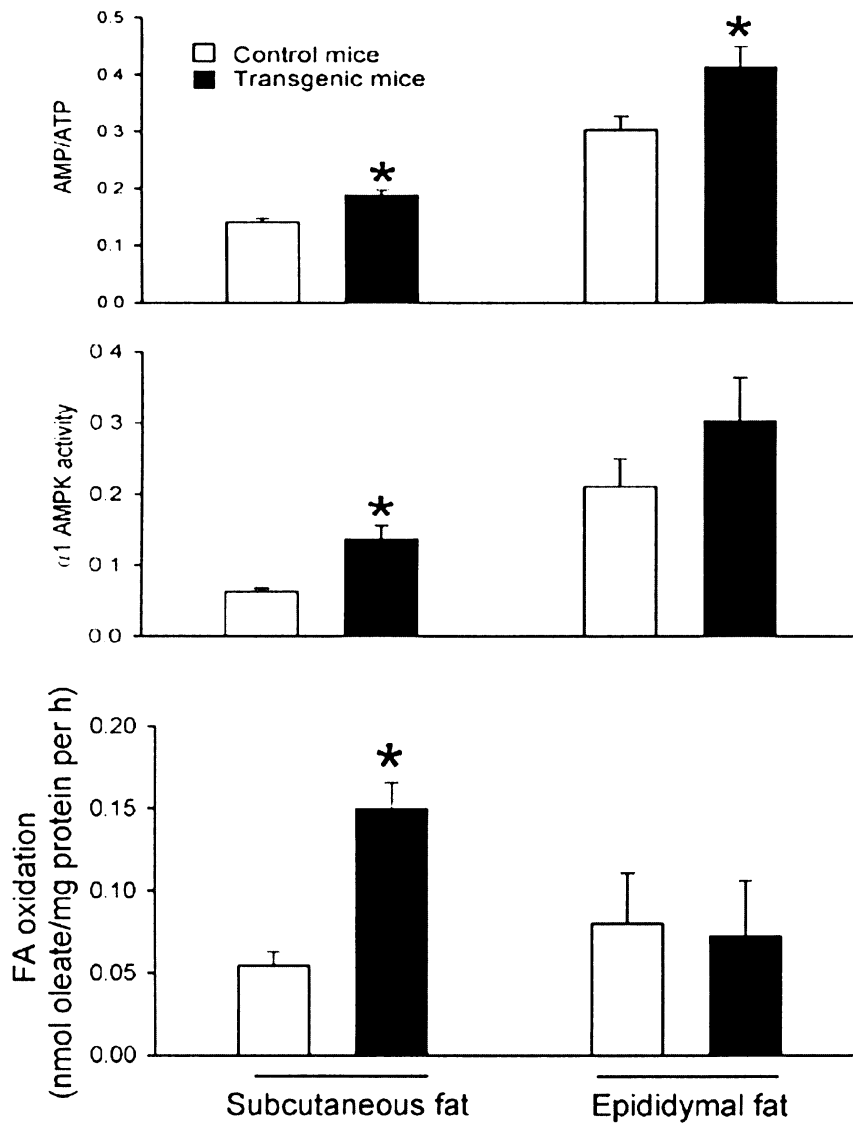 0.5
Control mice
Transgenic mice
0.4
0.3
0.2
0.1
0.0
AMP/ATP
*
*
0.4
0.3
0.2
0.1
0.0
α1 AMPK activity
*
0.20
0.15
0.10
0.05
0.00
FA oxidation
(nmol oleate/mg protein per h)
*
Subcutaneous fat
Epididymal fat